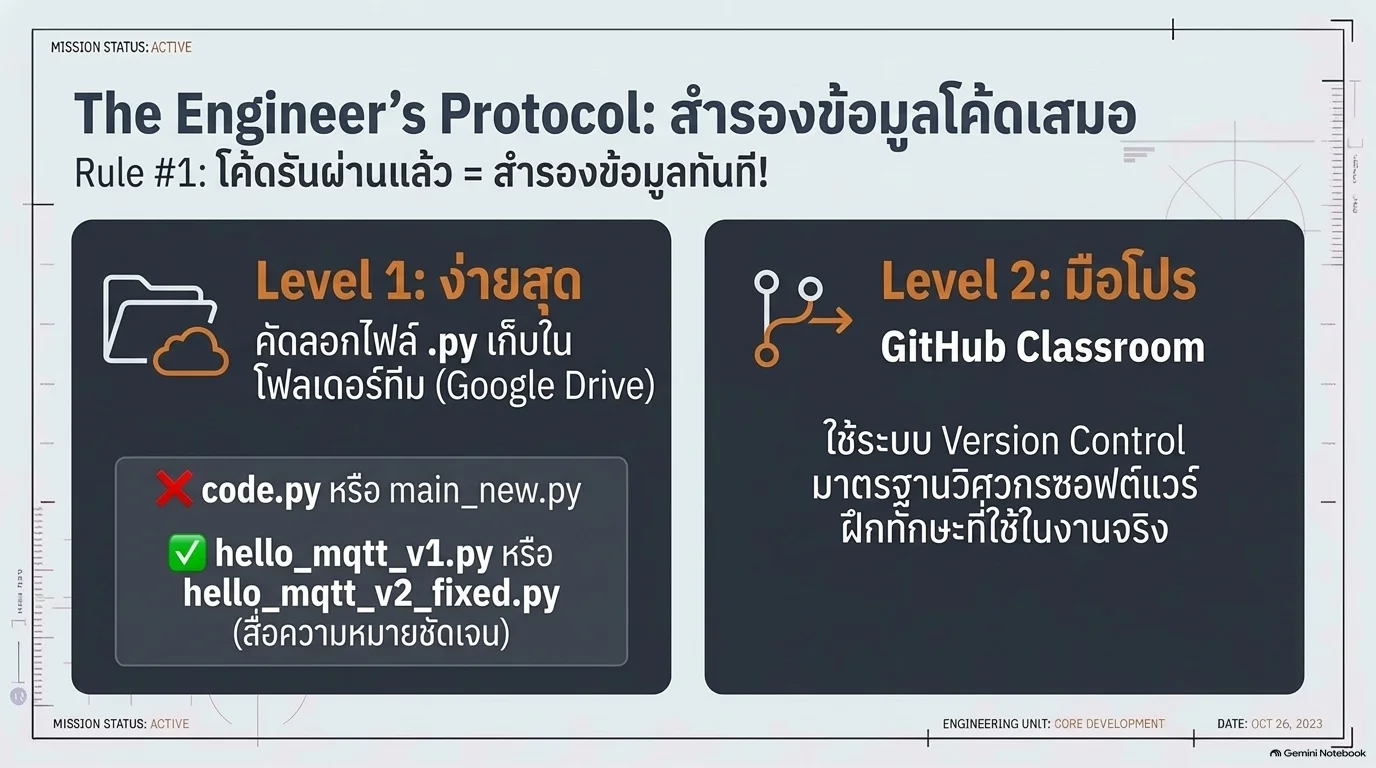 MISSION STATUS: ACTIVE
The Engineer’s Protocol: สำรองข้อมูลโค้ดเสมอ
Rule #1: โค้ดรันผ่านแล้ว = สำรองข้อมูลทันที!
Level 1: ง่ายสุด
คัดลอกไฟล์ .py เก็บใน
โฟลเดอร์ทีม (Google Drive)
❌ code.py หรือ main_new.py
✅ hello_mqtt_v1.py หรือ
hello_mqtt_v2_fixed.py
(สื่อความหมายชัดเจน)
Level 2: มือโปร
GitHub Classroom
ใช้ระบบ Version Control
มาตรฐานวิศวกรซอฟต์แวร์
ฝึกทักษะที่ใช้ในงานจริง
MISSION STATUS: ACTIVE
ENGINEERING UNIT: CORE DEVELOPMENT
DATE: OCT 26, 2023
Gemini Notebook